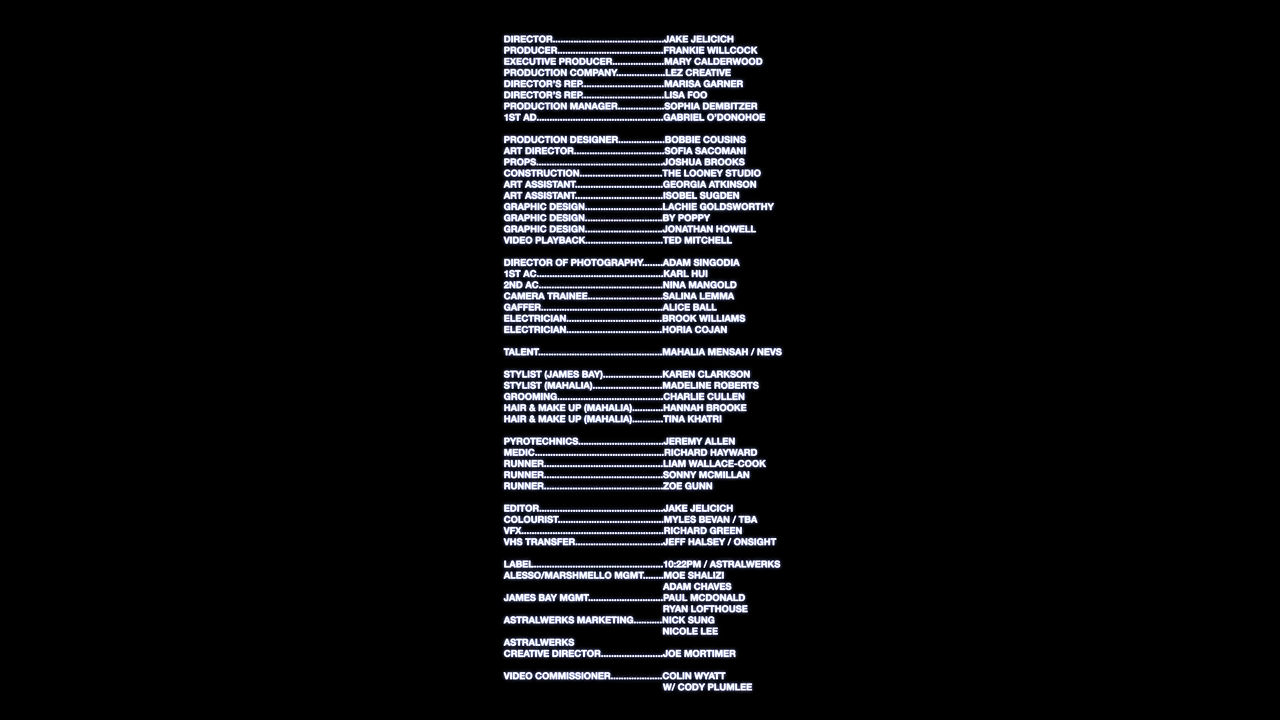 DIRECTOR..........................................JAKE JELICICH
PRODUCER........................................FRANKIE WILLCOCK
EXECUTIVE PRODUCER...................MARY CALDERWOOD
PRODUCTION COMPANY..................LEZ CREATIVE
DIRECTOR'S REP..............................MARISA GARNER
DIRECTOR'S REP..............................LISA FOO
PRODUCTION MANAGER.................SOPHIA DEMBITZER
1ST AD................................................GABRIEL O'DONOHOE
PRODUCTION DESIGNER.................BOBBIE COUSINS
ART DIRECTOR..................................SOFIA SACOMANI
PROPS................................................JOSHUA BROOKS
CONSTRUCTION...............................THE LOONEY STUDIO
ART ASSISTANT.................................GEORGIA ATKINSON
ART ASSISTANT.................................ISOBEL SUGDEN
GRAPHIC DESIGN.............................LACHIE GOLDSWORTHY
GRAPHIC DESIGN.............................BY POPPY
GRAPHIC DESIGN.............................JONATHAN HOWELL
VIDEO PLAYBACK.............................TED MITCHELL
DIRECTOR OF PHOTOGRAPHY........ADAM SINGODIA
1ST AC................................................KARL HUI
2ND AC...............................................NINA MANGOLD
CAMERA TRAINEE............................SALINA LEMMA
GAFFER..............................................ALICE BALL
ELECTRICIAN....................................BROOK WILLIAMS
ELECTRICIAN....................................HORIA COJAN
TALENT...............................................MAHALIA MENSAH / NEVS
STYLIST (JAMES BAY)......................KAREN CLARKSON
STYLIST (MAHALIA)..........................MADELINE ROBERTS
GROOMING........................................CHARLIE CULLEN
HAIR & MAKE UP (MAHALIA)............HANNAH BROOKE
HAIR & MAKE UP (MAHALIA)............TINA KHATRI
PYROTECHNICS................................JEREMY ALLEN
MEDIC.................................................RICHARD HAYWARD
RUNNER.............................................LIAM WALLACE-COOK
RUNNER.............................................SONNY MCMILLAN
RUNNER.............................................ZOE GUNN
EDITOR...............................................JAKE JELICICH
COLOURIST........................................MYLES BEVAN / TBA
VFX......................................................RICHARD GREEN
VHS TRANSFER.................................JEFF HALSEY / ONSIGHT
LABEL.................................................10:22PM / ASTRALWERKS
ALESSO/MARSHMELLO MGMT........MOE SHALIZI
ADAM CHAVES
JAMES BAY MGMT............................PAUL MCDONALD
RYAN LOFTHOUSE
ASTRALWERKS MARKETING...........NICK SUNG
NICOLE LEE
ASTRALWERKS
CREATIVE DIRECTOR.......................JOE MORTIMER
VIDEO COMMISSIONER...................COLIN WYATT
W/ CODY PLUMLEE